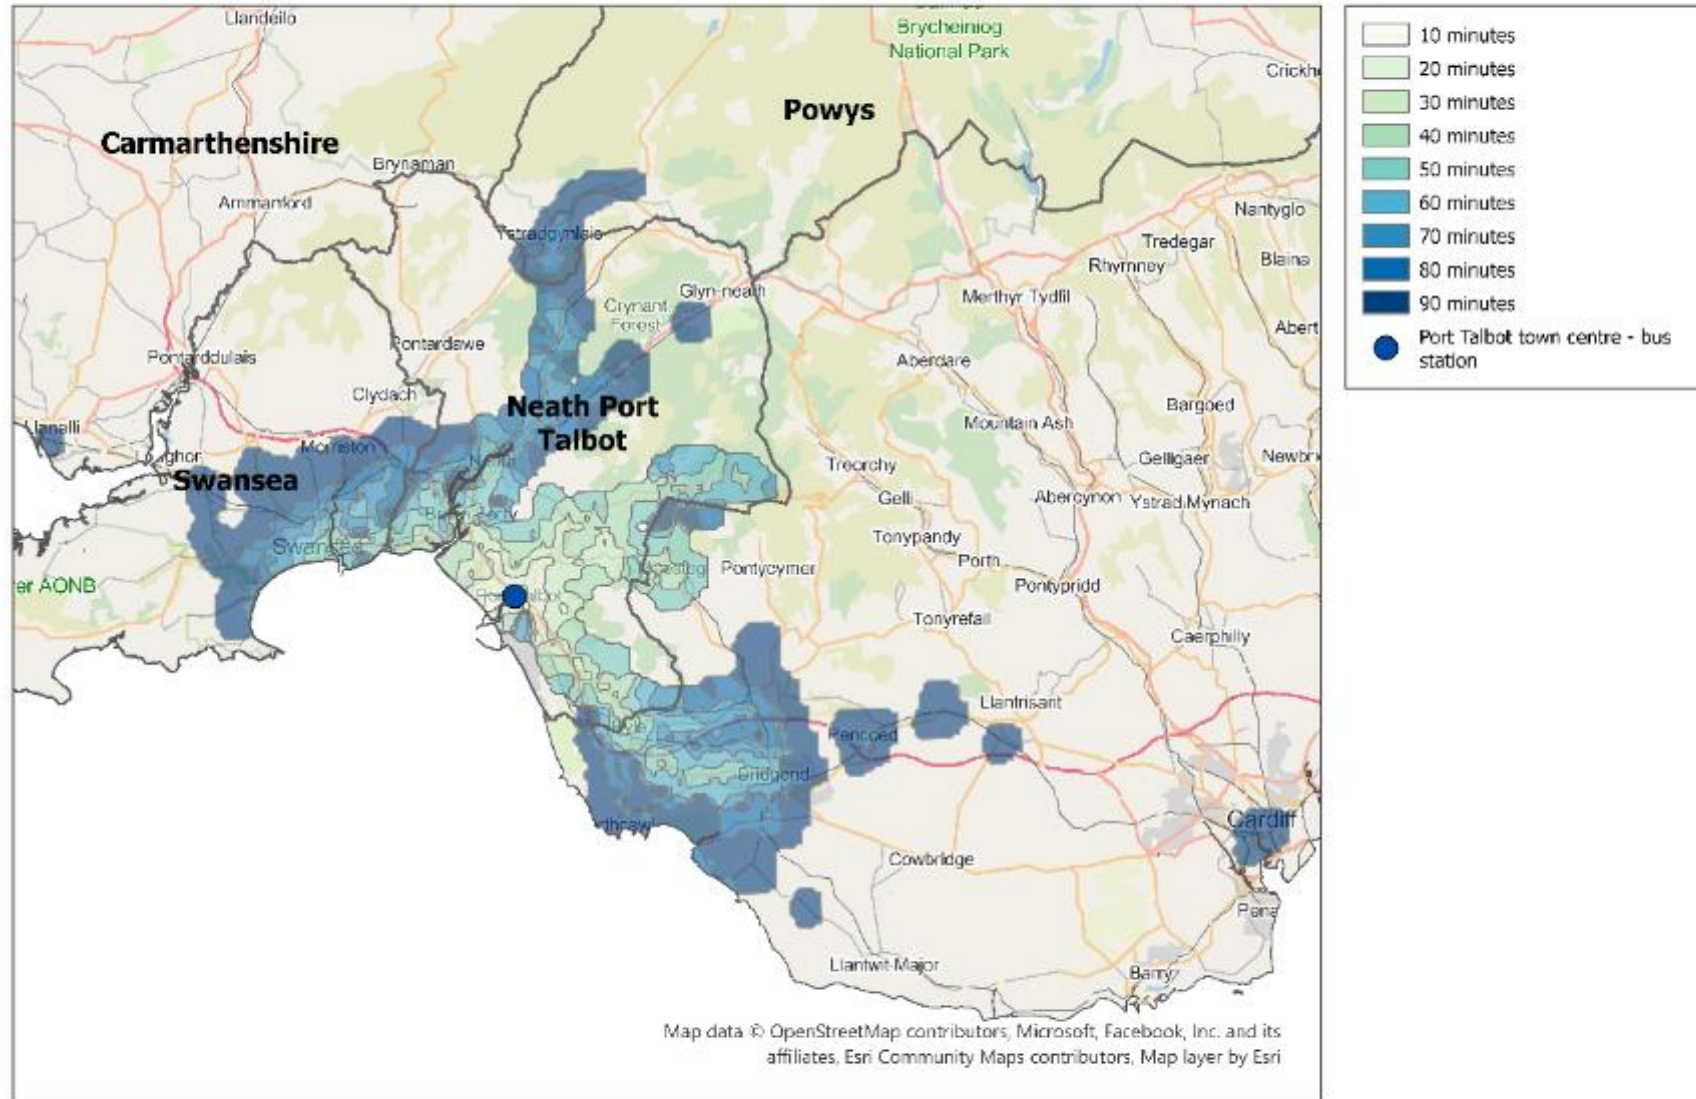 Llandeilo
Brycheiniog
National Park
Crickh
Powys
Carmarthenshire
Brynaman
Ammanford
Nantyglo
Tredegar
Rhymney
Blaina
Ystradgynlais
Glyn-neath
Merthyr Tydfil
Crynant
Forest
Abert
Pontardawe
Pontarddulais
Aberdare
Clydach
Neath Port
Talbot
Bargoed
Mountain Ash
Llanelli
Morriston
Gelligaer
Newbri
Treorchy
Swansea
Gelli
Abercynon
Ystrad Mynach
Tonypandy
Swansea
Porth
Pontycymer
Pontypridd
er AONB
Tonyrefail
Caerphilly
Llantrisant
Pencoed
Bridgend
Cardiff
Cowbridge
Pena
Llantwit Major
Barry
Map data © OpenStreetMap contributors, Microsoft, Facebook, Inc. and its
affiliates, Esri Community Maps contributors, Map layer by Esri
10 minutes
20 minutes
30 minutes
40 minutes
50 minutes
60 minutes
70 minutes
80 minutes
90 minutes
Port Talbot town centre - bus
station